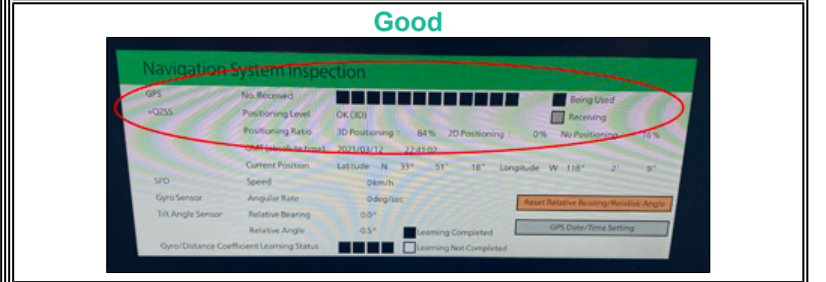 Good
Navigation System Inspection
GPS No. Received Being Used
+QZSS Positioning Level OK (3D) Receiving
Positioning Ratio 3D Positioning : 84% 2D Positioning : 0% No Positioning : 16%
GMT (absolute time) 2021/03/12 22:41:02
Current Position Latitude N 33° 51' 18" Longitude W 118° 2' 9"
SPD Speed 0km/h
Gyro Sensor Angular Rate 0deg/sec Reset Relative Bearing/Relative Angle
Tilt Angle Sensor Relative Bearing 0.0°
Relative Angle 0.5° Learning Completed GPS Date/Time Setting
Gyro/Distance Coefficient Learning Status Learning Not Completed